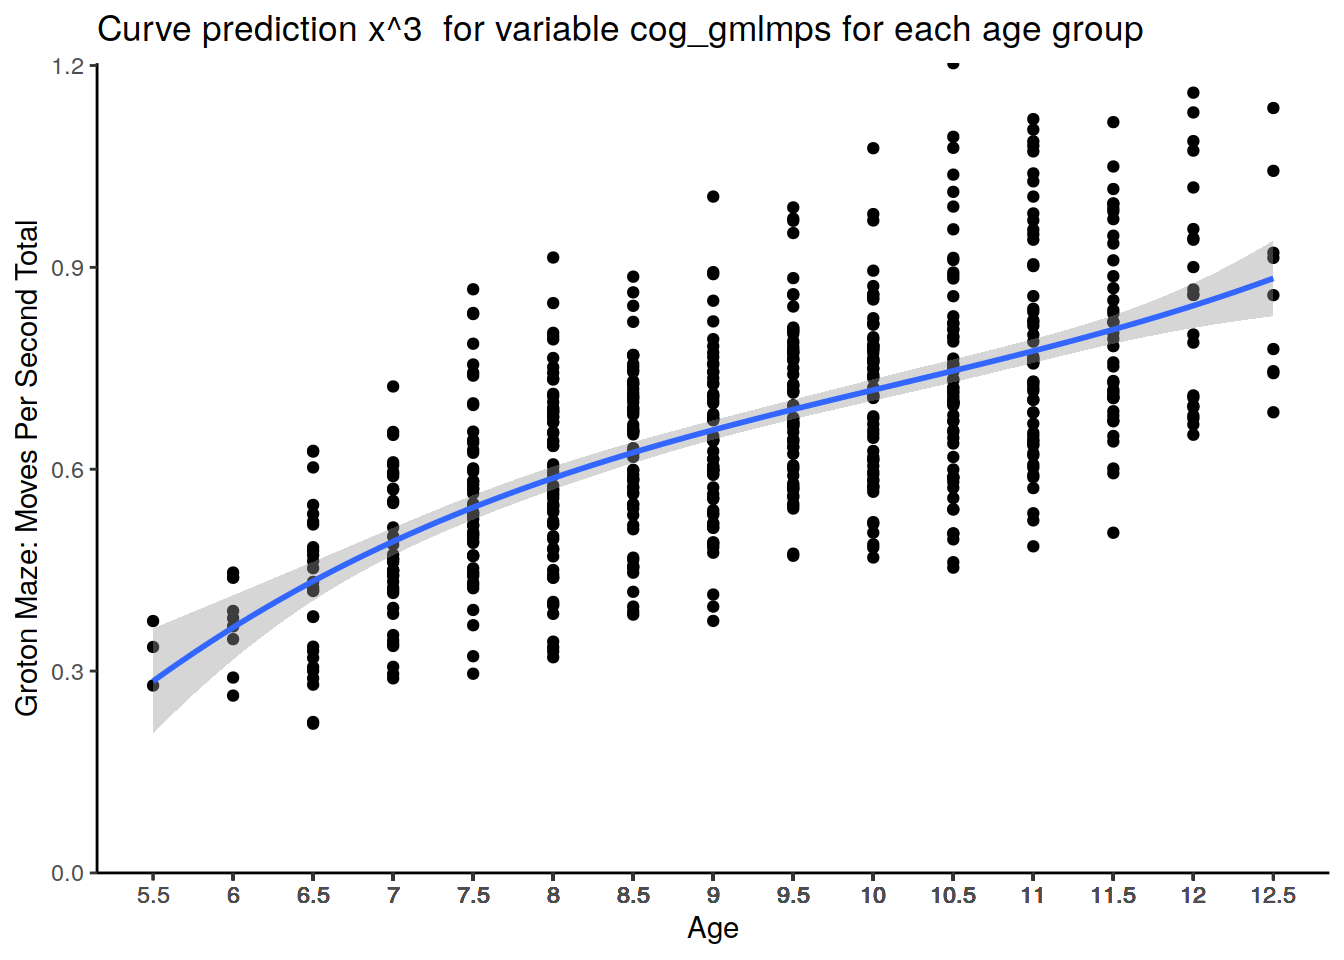 Curve prediction x^3  for variable cog_gmlmps for each age group
Groton Maze: Moves Per Second Total
1.2
0.9
0.6
0.3
0.0
5.5 6 6.5 7 7.5 8 8.5 9 9.5 10 10.5 11 11.5 12 12.5
Age